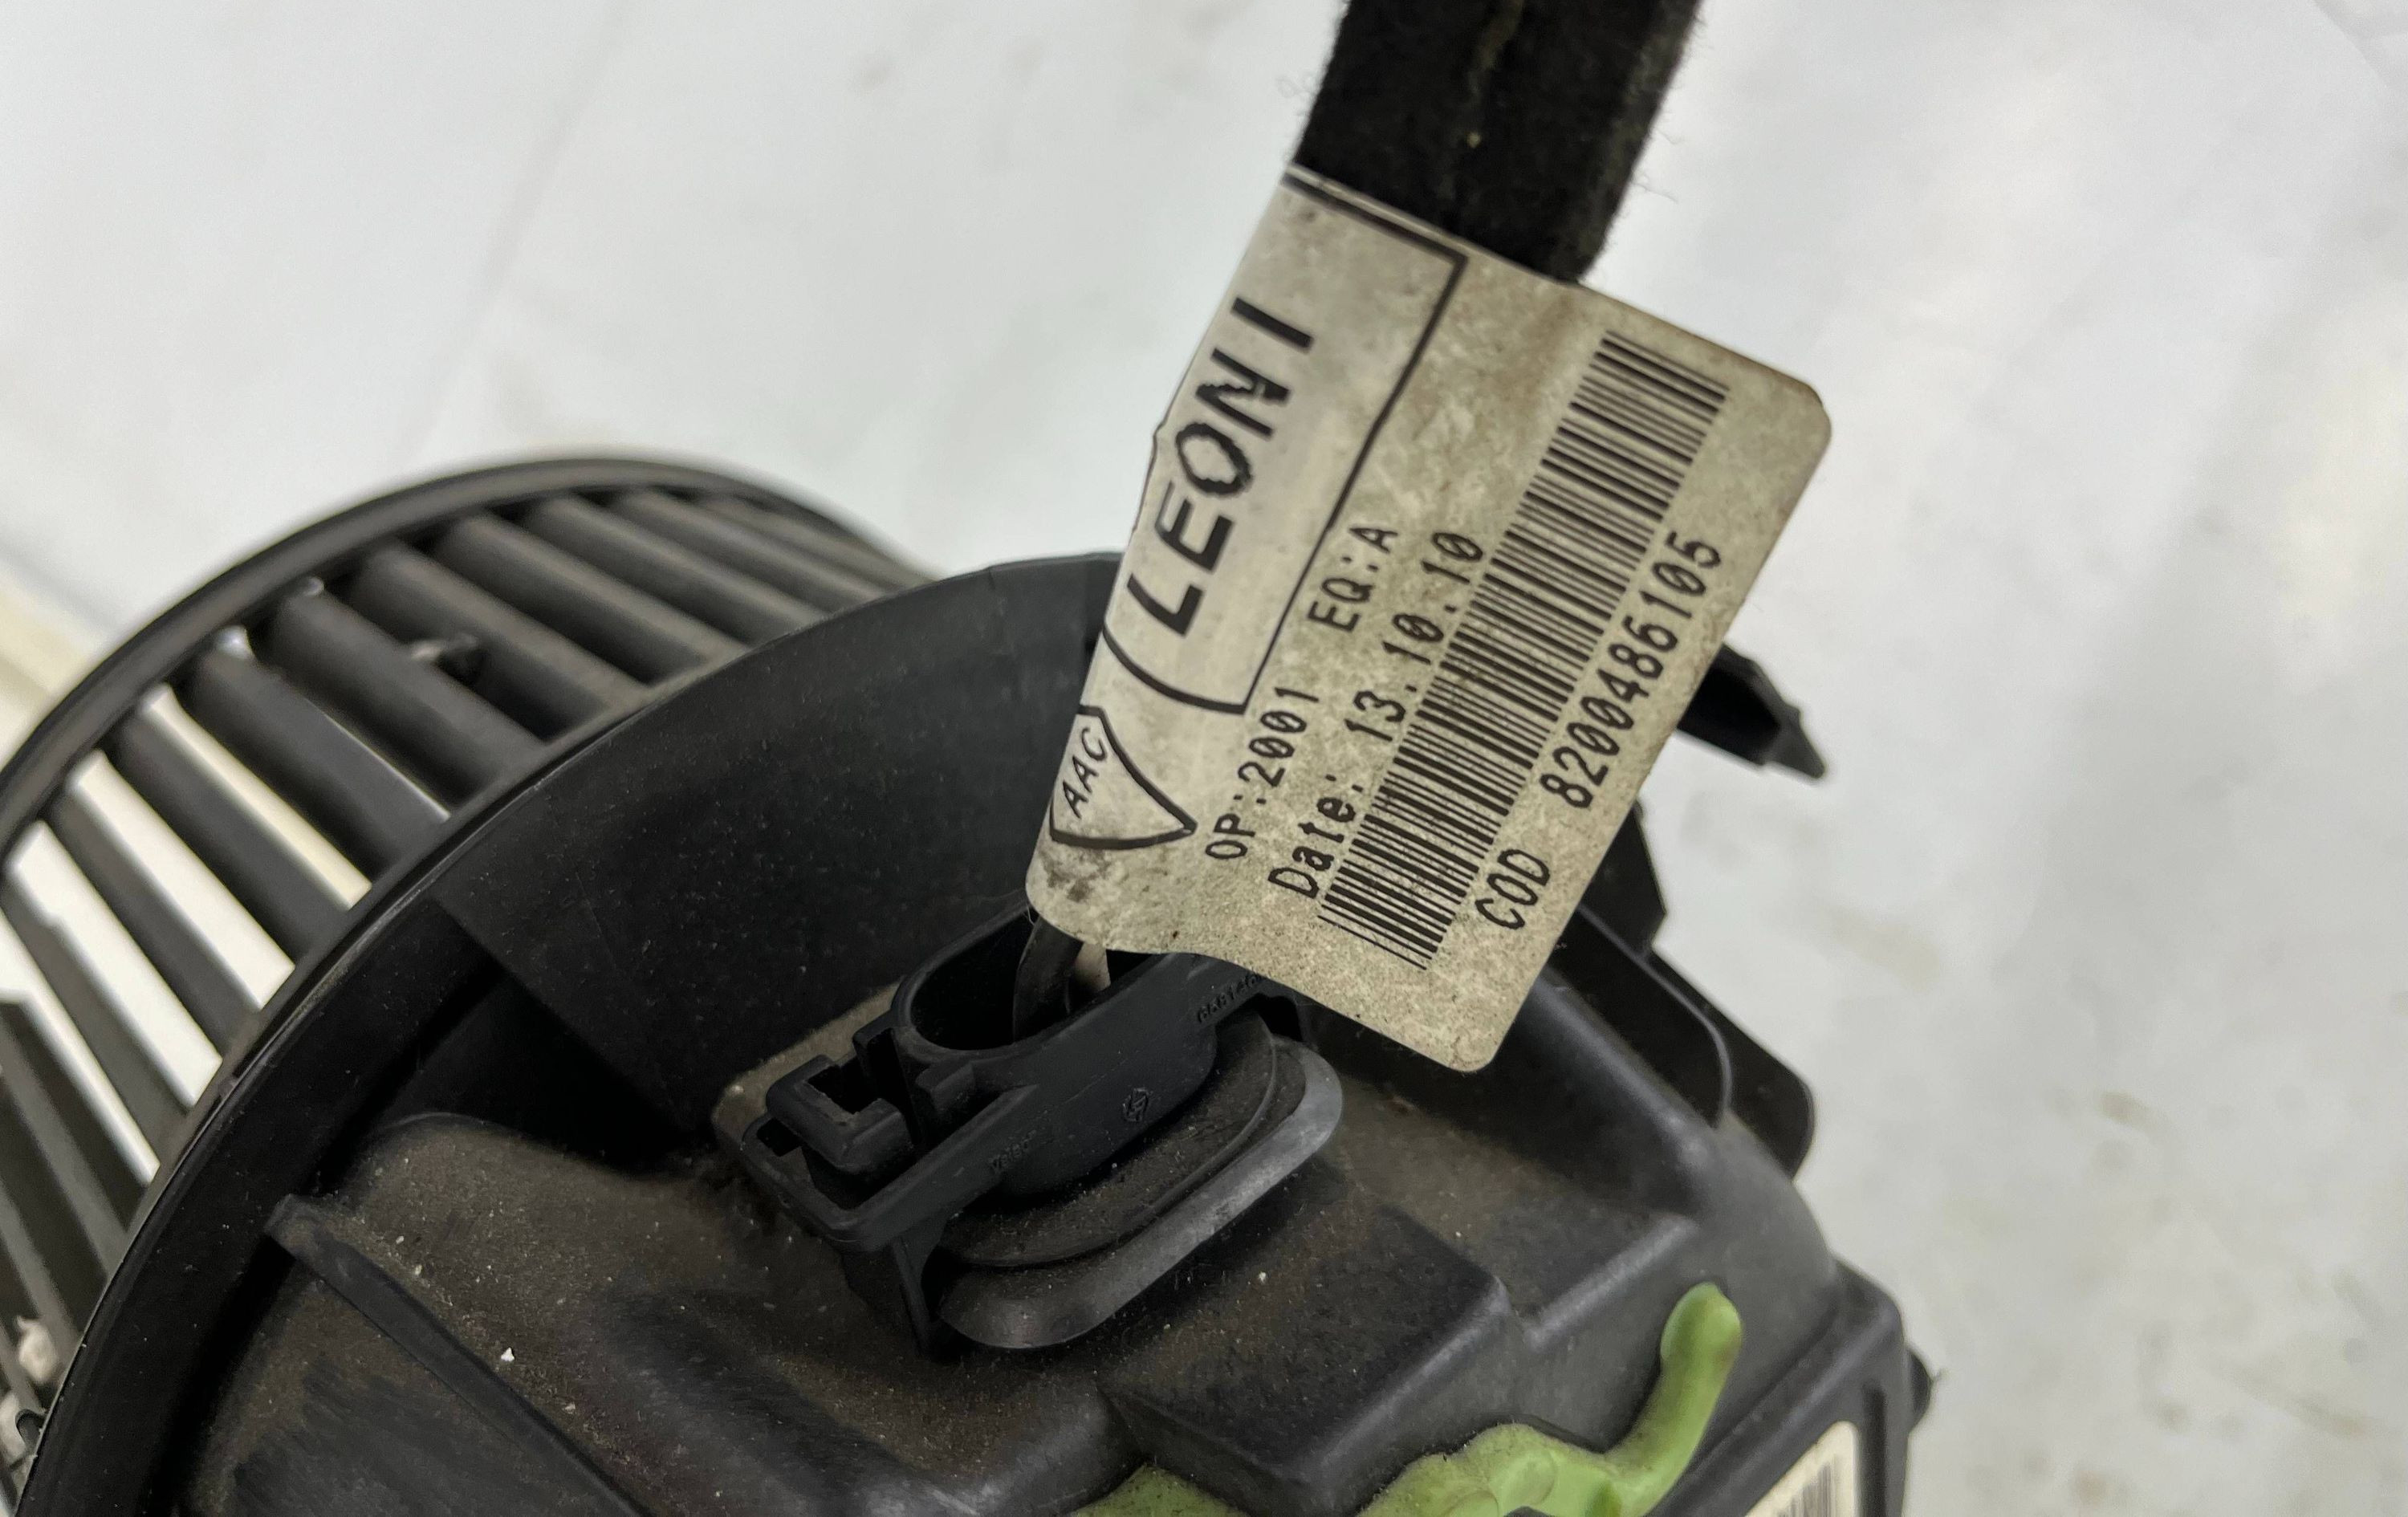 LEONI
AAC
OP:2001 EQ:A
Date: 13.10.10
COD 8200486105